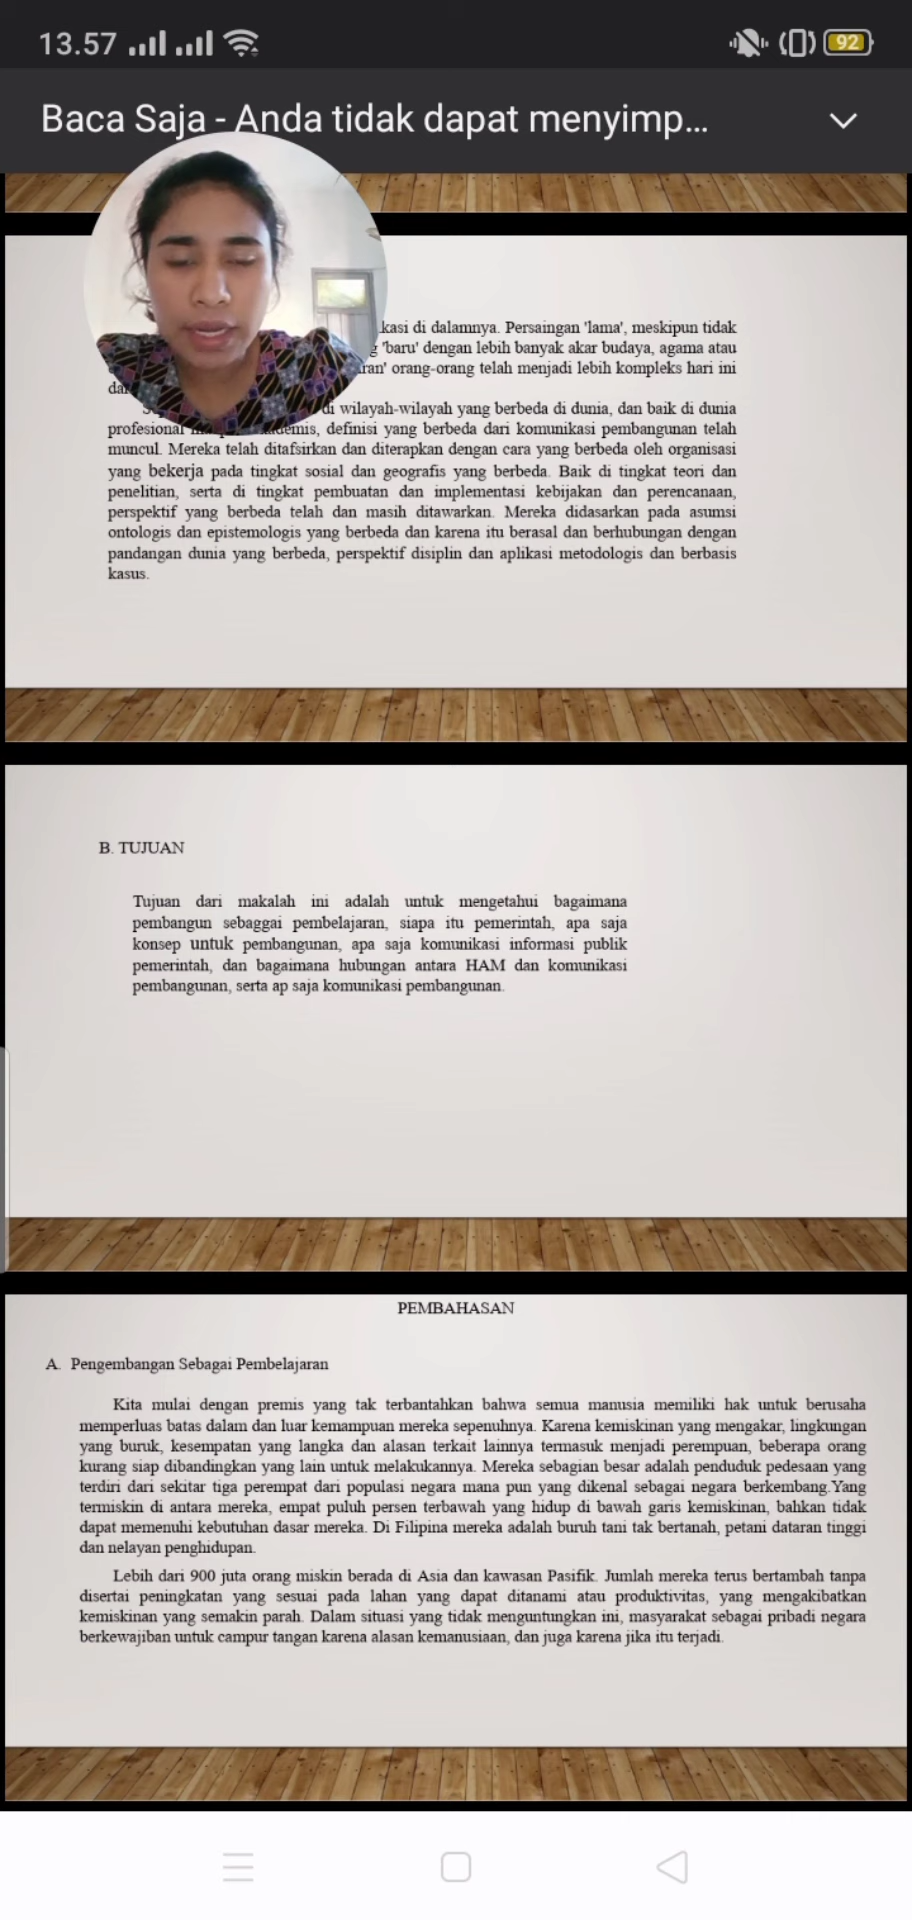 13.57
92
Baca Saja - Anda tidak dapat menyimp...
kasi di dalamnya. Persaingan 'lama', meskipun tidak
'baru' dengan lebih banyak akar budaya, agama atau
ran' orang-orang telah menjadi lebih kompleks hari ini
di wilayah-wilayah yang berbeda di dunia, dan baik di dunia
profesional definisi yang berbeda dari komunikasi pembangunan telah
muncul. Mereka telah ditafsirkan dan diterapkan dengan cara yang berbeda oleh organisasi
yang bekerja pada tingkat sosial dan geografis yang berbeda. Baik di tingkat teori dan
penelitian, serta di tingkat pembuatan dan implementasi kebijakan dan perencanaan,
perspektif yang berbeda telah dan masih ditawarkan. Mereka didasarkan pada asumsi
ontologis dan epistemologis yang berbeda dan karena itu berasal dan berhubungan dengan
pandangan dunia yang berbeda, perspektif disiplin dan aplikasi metodologis dan berbasis
kasus.
B. TUJUAN
Tujuan dari makalah ini adalah untuk mengetahui bagaimana
pembangun sebaggai pembelajaran, siapa itu pemerintah, apa saja
konsep untuk pembangunan, apa saja komunikasi informasi publik
pemerintah, dan bagaimana hubungan antara HAM dan komunikasi
pembangunan, serta ap saja komunikasi pembangunan.
PEMBAHASAN
A. Pengembangan Sebagai Pembelajaran
Kita mulai dengan premis yang tak terbantahkan bahwa semua manusia memiliki hak untuk berusaha
memperluas batas dalam dan luar kemampuan mereka sepenuhnya. Karena kemiskinan yang mengakar, lingkungan
yang buruk, kesempatan yang langka dan alasan terkait lainnya termasuk menjadi perempuan, beberapa orang
kurang siap dibandingkan yang lain untuk melakukannya. Mereka sebagian besar adalah penduduk pedesaan yang
terdiri dari sekitar tiga perempat dari populasi negara mana pun yang dikenal sebagai negara berkembang.Yang
termiskin di antara mereka, empat puluh persen terbawah yang hidup di bawah garis kemiskinan, bahkan tidak
dapat memenuhi kebutuhan dasar mereka. Di Filipina mereka adalah buruh tani tak bertanah, petani dataran tinggi
dan nelayan penghidupan.
Lebih dari 900 juta orang miskin berada di Asia dan kawasan Pasifik. Jumlah mereka terus bertambah tanpa
disertai peningkatan yang sesuai pada lahan yang dapat ditanami atau produktivitas, yang mengakibatkan
kemiskinan yang semakin parah. Dalam situasi yang tidak menguntungkan ini, masyarakat sebagai pribadi negara
berkewajiban untuk campur tangan karena alasan kemanusiaan, dan juga karena jika itu terjadi.